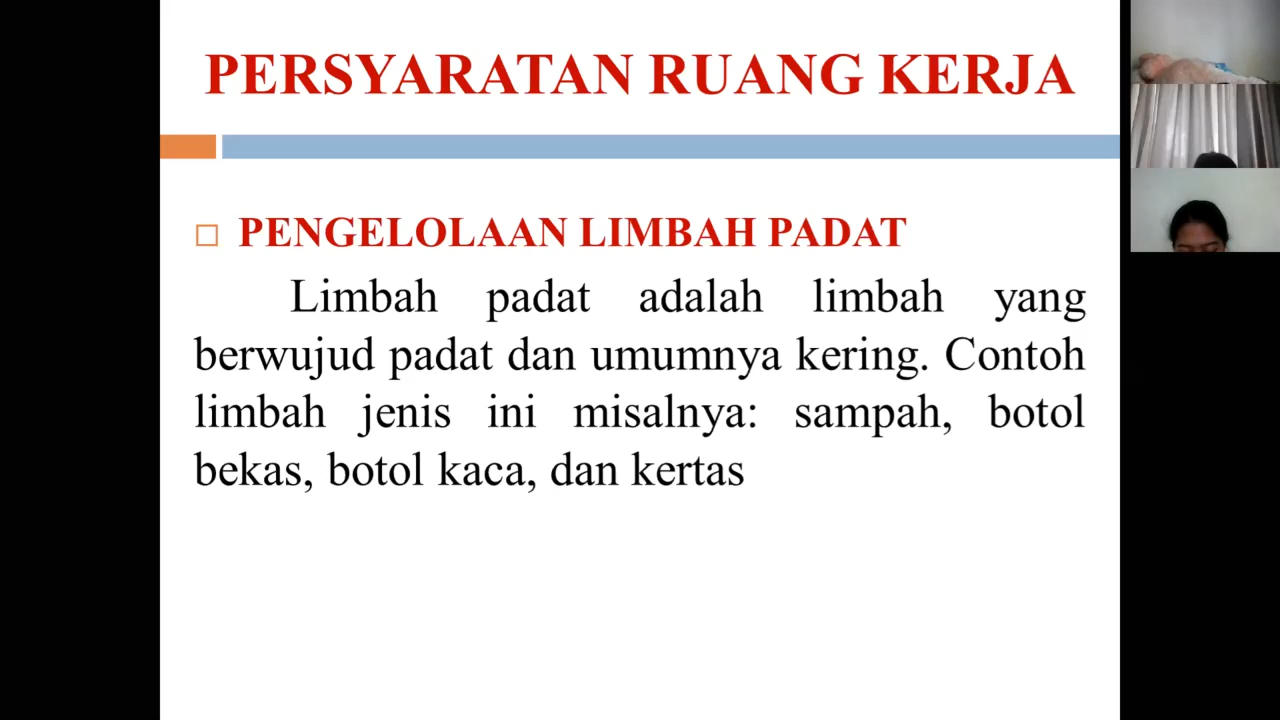 PERSYARATAN RUANG KERJA
PENGELOLAAN LIMBAH PADAT
Limbah padat adalah limbah yang
berwujud padat dan umumnya kering. Contoh
limbah jenis ini misalnya: sampah, botol
bekas, botol kaca, dan kertas